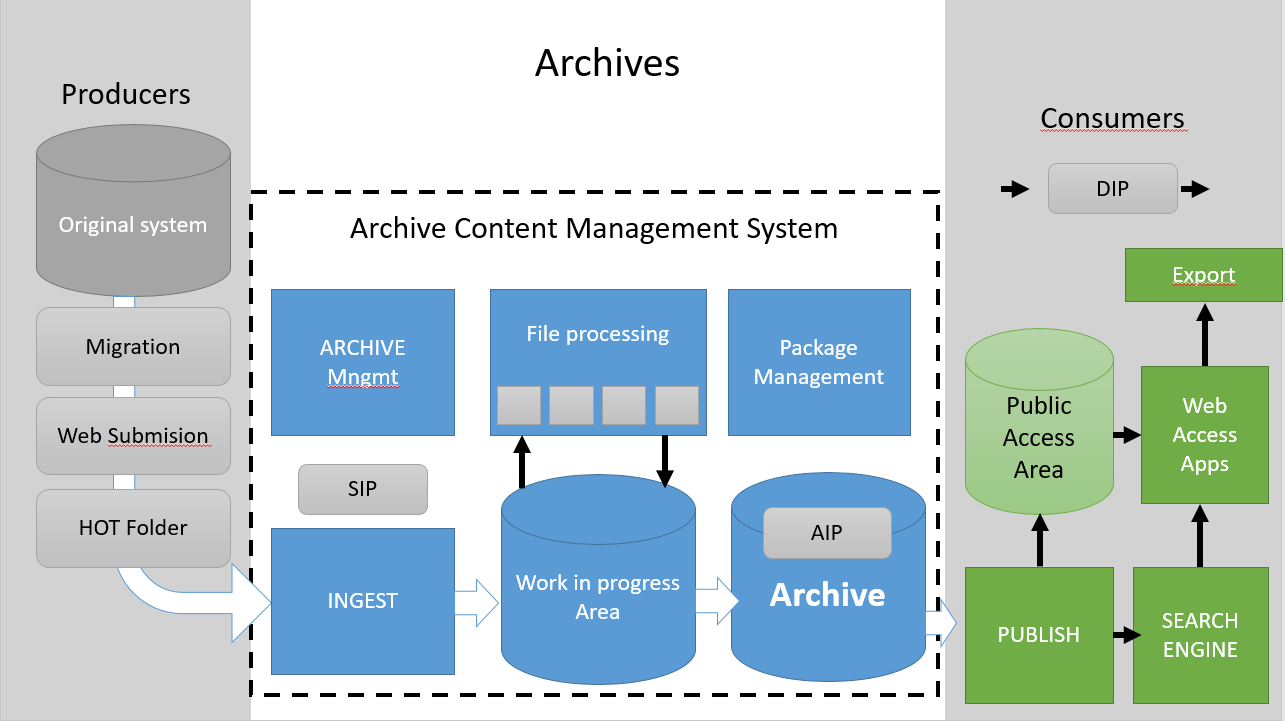 Archives
Producers
Original system
Migration
Web Submision
HOT Folder
Archive Content Management System
ARCHIVE
Mngmt
File processing
Package
Management
SIP
INGEST
Work in progress
Area
AIP
Archive
Consumers
DIP
Export
Public
Access
Area
Web
Access
Apps
PUBLISH
SEARCH
ENGINE